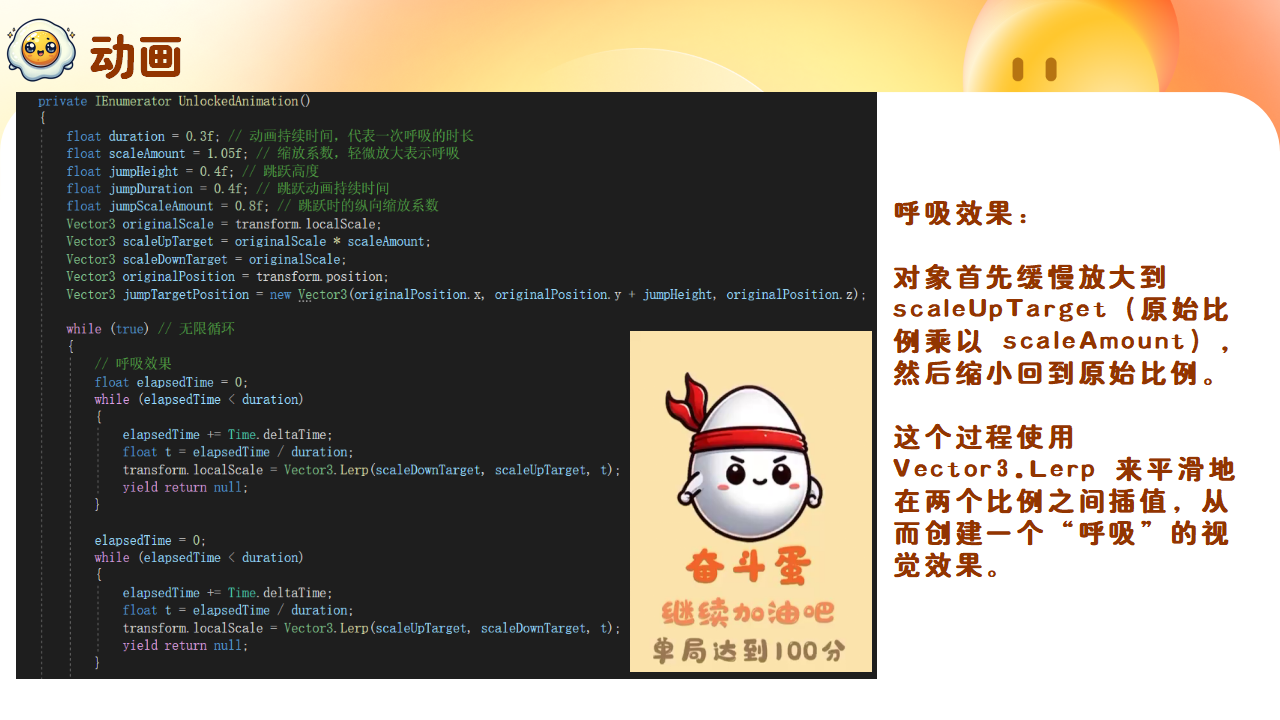 动画
private IEnumerator UnlockedAnimation()
{
float duration = 0.3f; // 动画持续时间，代表一次呼吸的时长
float scaleAmount = 1.05f; // 缩放系数，轻微放大表示呼吸
float jumpHeight = 0.4f; // 跳跃高度
float jumpDuration = 0.4f; // 跳跃动画持续时间
float jumpScaleAmount = 0.8f; // 跳跃时的纵向缩放系数
Vector3 originalScale = transform.localScale;
Vector3 scaleUpTarget = originalScale * scaleAmount;
Vector3 scaleDownTarget = originalScale;
Vector3 originalPosition = transform.position;
Vector3 jumpTargetPosition = new Vector3(originalPosition.x, originalPosition.y + jumpHeight, originalPosition.z);
while (true) // 无限循环
{
// 呼吸效果
float elapsedTime = 0;
while (elapsedTime < duration)
{
elapsedTime += Time.deltaTime;
float t = elapsedTime / duration;
transform.localScale = Vector3.Lerp(scaleDownTarget, scaleUpTarget, t);
yield return null;
}
elapsedTime = 0;
while (elapsedTime < duration)
{
elapsedTime += Time.deltaTime;
float t = elapsedTime / duration;
transform.localScale = Vector3.Lerp(scaleUpTarget, scaleDownTarget, t);
yield return null;
}
奋斗蛋
继续加油吧
单局达到100分
呼吸效果：
对象首先缓慢放大到
scaleUpTarget（原始比
例乘以 scaleAmount），
然后缩小回到原始比例。
这个过程使用
Vector3.Lerp 来平滑地
在两个比例之间插值，从
而创建一个“呼吸”的视
觉效果。